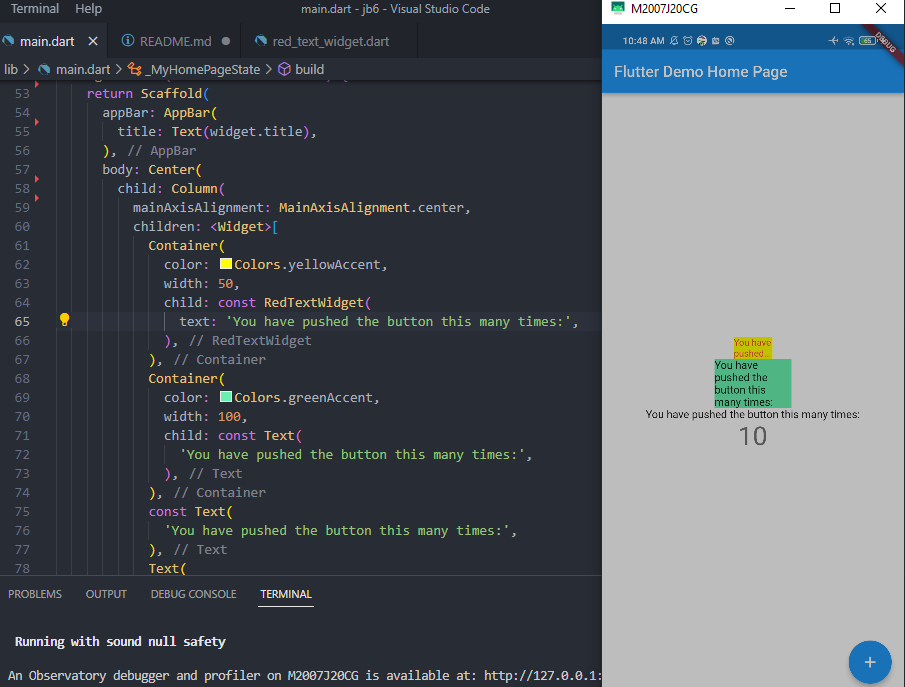 Terminal Help main.dart - jb6 - Visual Studio Code
main.dart README.md red_text_widget.dart
lib > main.dart > _MyHomePageState > build
53 return Scaffold(
54 appBar: AppBar(
55 title: Text(widget.title),
56 ), // AppBar
57 body: Center(
58 child: Column(
59 mainAxisAlignment: MainAxisAlignment.center,
60 children: <Widget>[
61 Container(
62 color: Colors.yellowAccent,
63 width: 50,
64 child: const RedTextWidget(
65 text: 'You have pushed the button this many times:',
66 ), // RedTextWidget
67 ), // Container
68 Container(
69 color: Colors.greenAccent,
70 width: 100,
71 child: const Text(
72 'You have pushed the button this many times:',
73 ), // Text
74 ), // Container
75 const Text(
76 'You have pushed the button this many times:',
77 ), // Text
78 Text(
PROBLEMS OUTPUT DEBUG CONSOLE TERMINAL
Running with sound null safety
An Observatory debugger and profiler on M2007J20CG is available at: http://127.0.0.1:
M2007J20CG
10:48 AM
DEBUG
Flutter Demo Home Page
You have
pushed...
You have
pushed the
button this
many times:
You have pushed the button this many times:
10
+